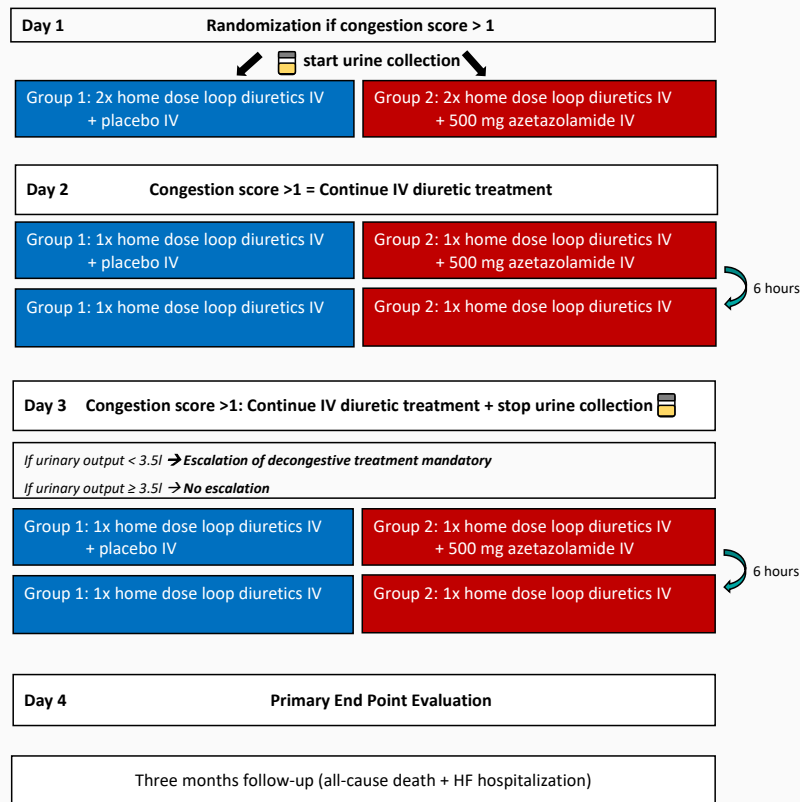 Day 1 Randomization if congestion score > 1
start urine collection
Group 1: 2x home dose loop diuretics IV
+ placebo IV
Group 2: 2x home dose loop diuretics IV
+ 500 mg azetazolamide IV
Day 2 Congestion score >1 = Continue IV diuretic treatment
Group 1: 1x home dose loop diuretics IV
+ placebo IV
Group 2: 1x home dose loop diuretics IV
+ 500 mg azetazolamide IV
6 hours
Group 1: 1x home dose loop diuretics IV
Group 2: 1x home dose loop diuretics IV
Day 3 Congestion score >1: Continue IV diuretic treatment + stop urine collection
If urinary output < 3.5l → Escalation of decongestive treatment mandatory
If urinary output ≥ 3.5l → No escalation
Group 1: 1x home dose loop diuretics IV
+ placebo IV
Group 2: 1x home dose loop diuretics IV
+ 500 mg azetazolamide IV
6 hours
Group 1: 1x home dose loop diuretics IV
Group 2: 1x home dose loop diuretics IV
Day 4 Primary End Point Evaluation
Three months follow-up (all-cause death + HF hospitalization)